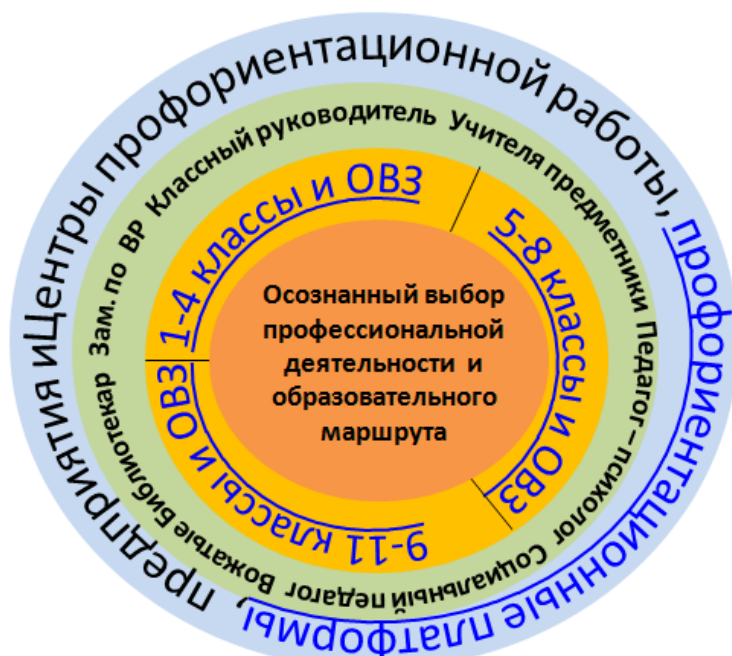 Центры профориентационной работы, профориентационные платформы, предприятия и
Зам. по ВР Классный руководитель Учителя предметники Педагог – психолог Социальный педагог Вожатые Библиотекар
1-4 классы и ОВЗ
5-8 классы и ОВЗ
9-11 классы и ОВЗ
Осознанный выбор
профессиональной
деятельности и
образовательного
маршрута